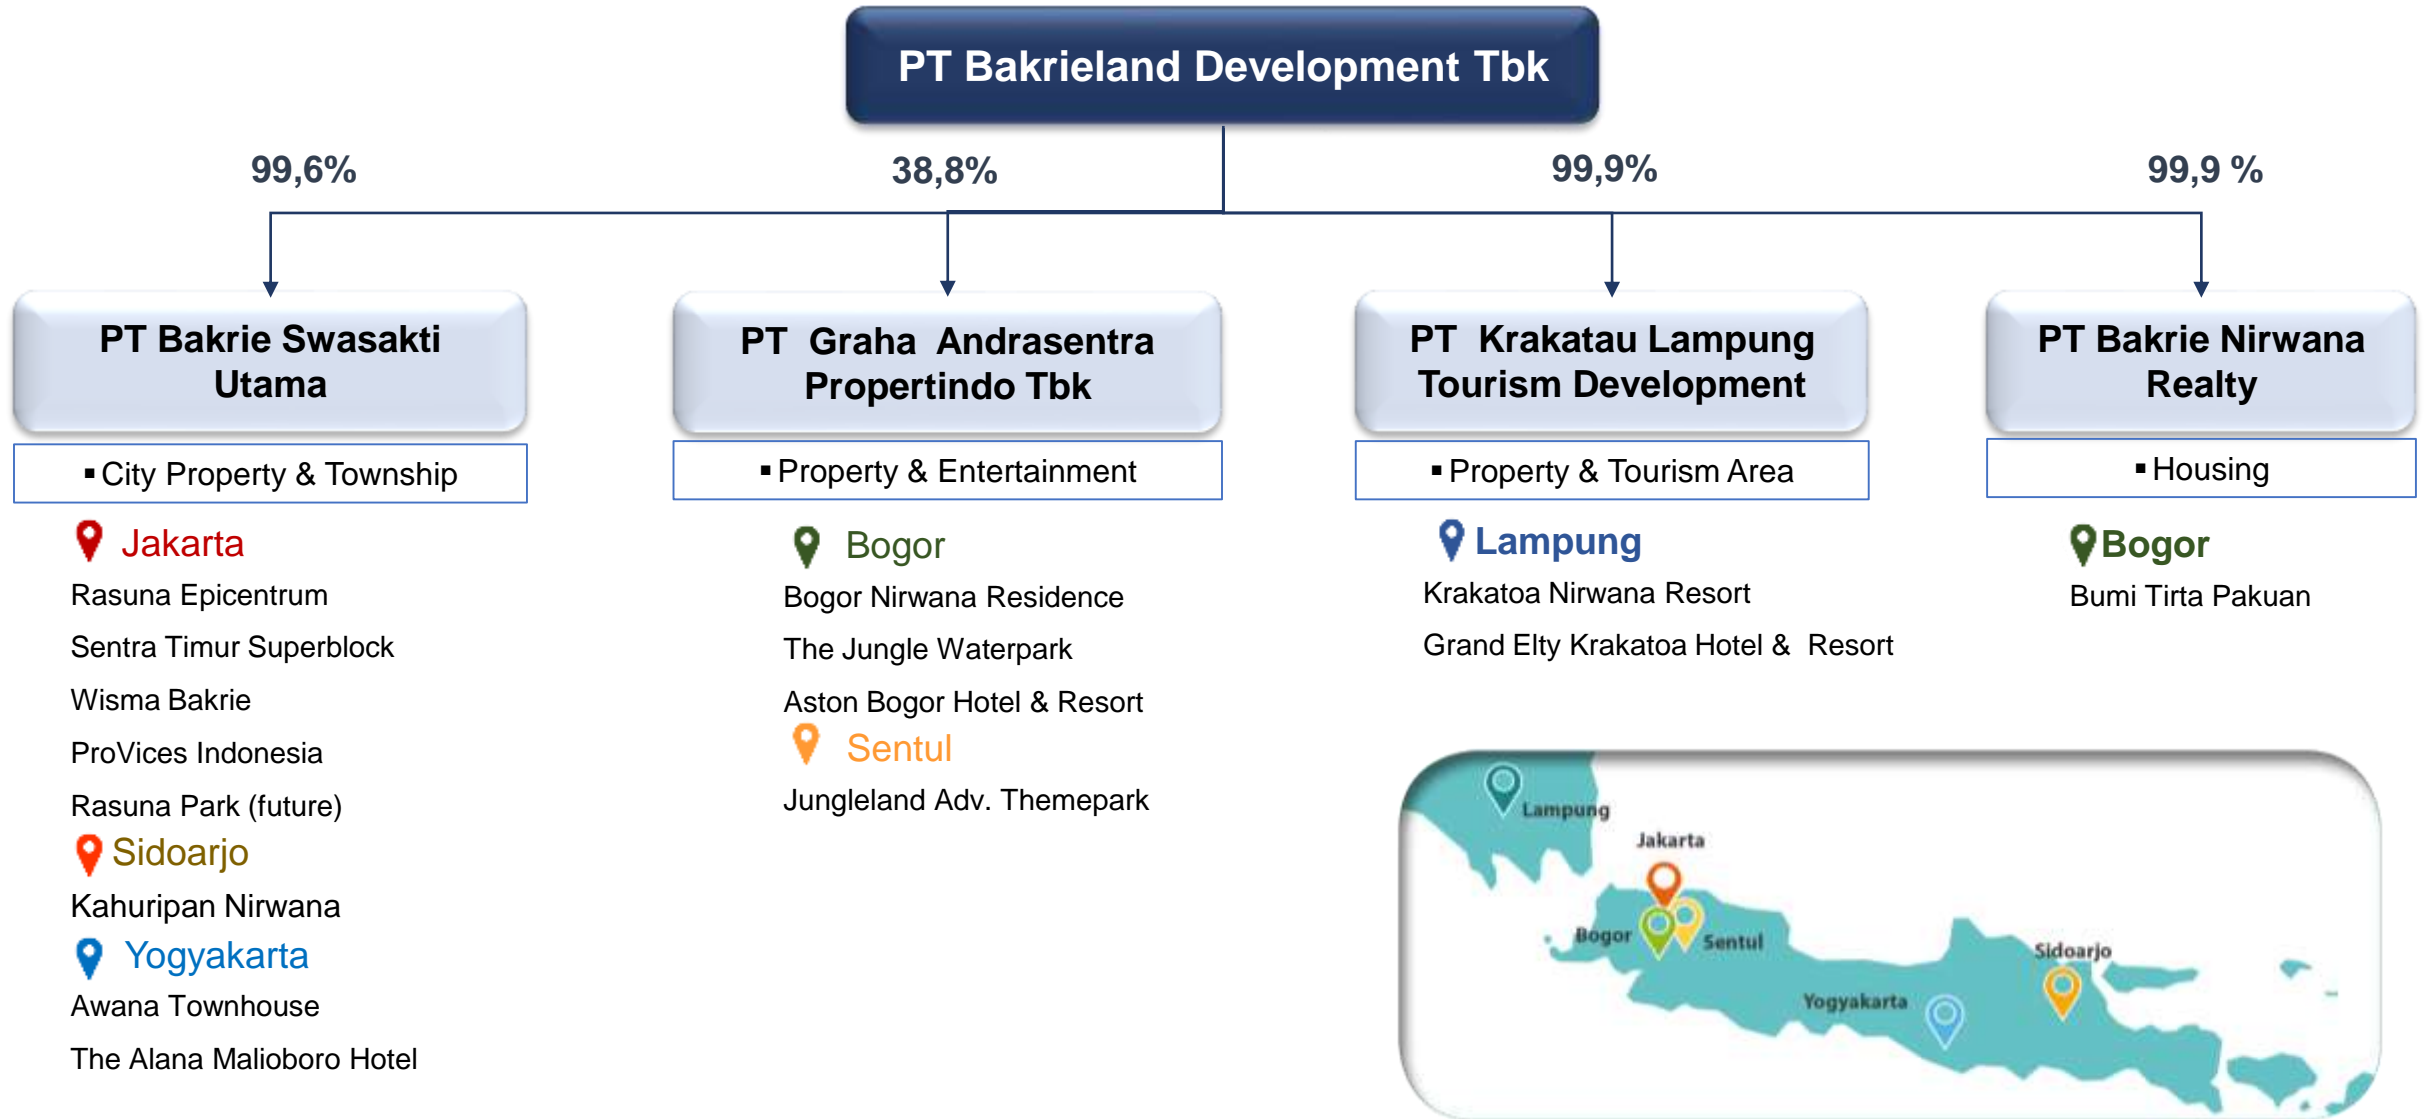 PT Bakrieland Development Tbk
99,6%
38,8%
99,9%
99,9 %
PT Bakrie Swasakti
Utama
▪ City Property & Township
Jakarta
Rasuna Epicentrum
Sentra Timur Superblock
Wisma Bakrie
ProVices Indonesia
Rasuna Park (future)
Sidoarjo
Kahuripan Nirwana
Yogyakarta
Awana Townhouse
The Alana Malioboro Hotel
PT Graha Andrasentra
Propertindo Tbk
▪ Property & Entertainment
Bogor
Bogor Nirwana Residence
The Jungle Waterpark
Aston Bogor Hotel & Resort
Sentul
Jungleland Adv. Themepark
PT Krakatau Lampung
Tourism Development
▪ Property & Tourism Area
Lampung
Krakatoa Nirwana Resort
Grand Elty Krakatoa Hotel & Resort
PT Bakrie Nirwana
Realty
▪ Housing
Bogor
Bumi Tirta Pakuan
Lampung
Jakarta
Bogor
Sentul
Sidoarjo
Yogyakarta